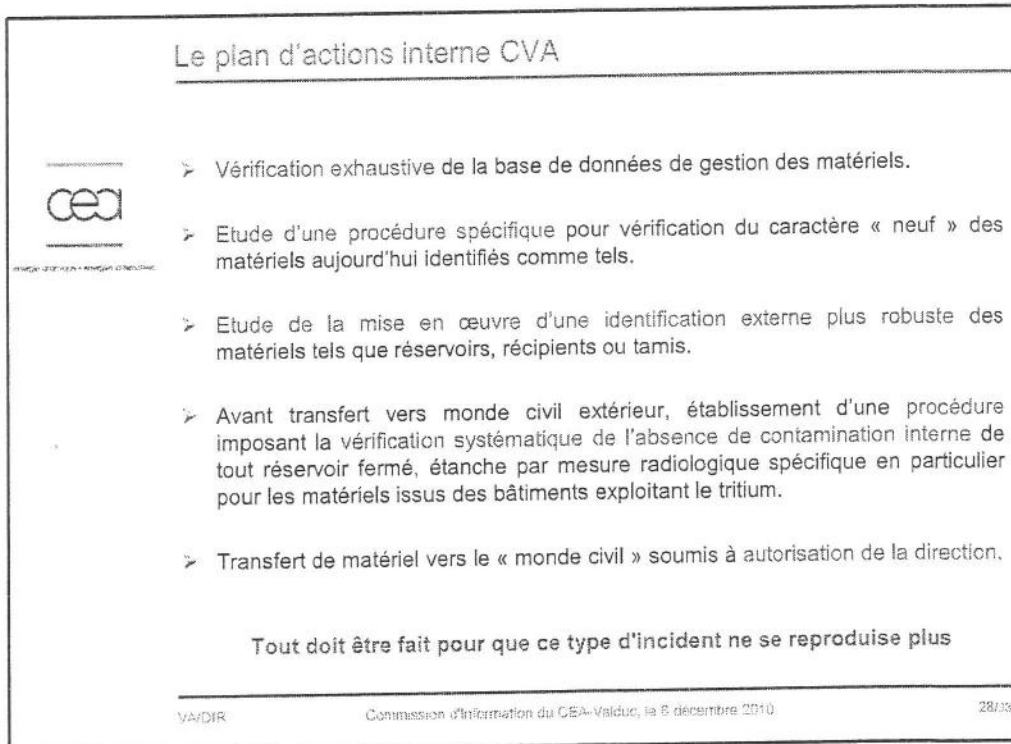 Le plan d'actions interne CVA
cea
➢ Vérification exhaustive de la base de données de gestion des matériels.
➢ Etude d'une procédure spécifique pour vérification du caractère « neuf » des
matériels aujourd'hui identifiés comme tels.
➢ Etude de la mise en œuvre d'une identification externe plus robuste des
matériels tels que réservoirs, récipients ou tamis.
➢ Avant transfert vers monde civil extérieur, établissement d'une procédure
imposant la vérification systématique de l'absence de contamination interne de
tout réservoir fermé, étanche par mesure radiologique spécifique en particulier
pour les matériels issus des bâtiments exploitant le tritium.
➢ Transfert de matériel vers le « monde civil » soumis à autorisation de la direction.
Tout doit être fait pour que ce type d'incident ne se reproduise plus
VA/DIR
Commission d'Information du CEA-Valduc, le décembre 2010
28/